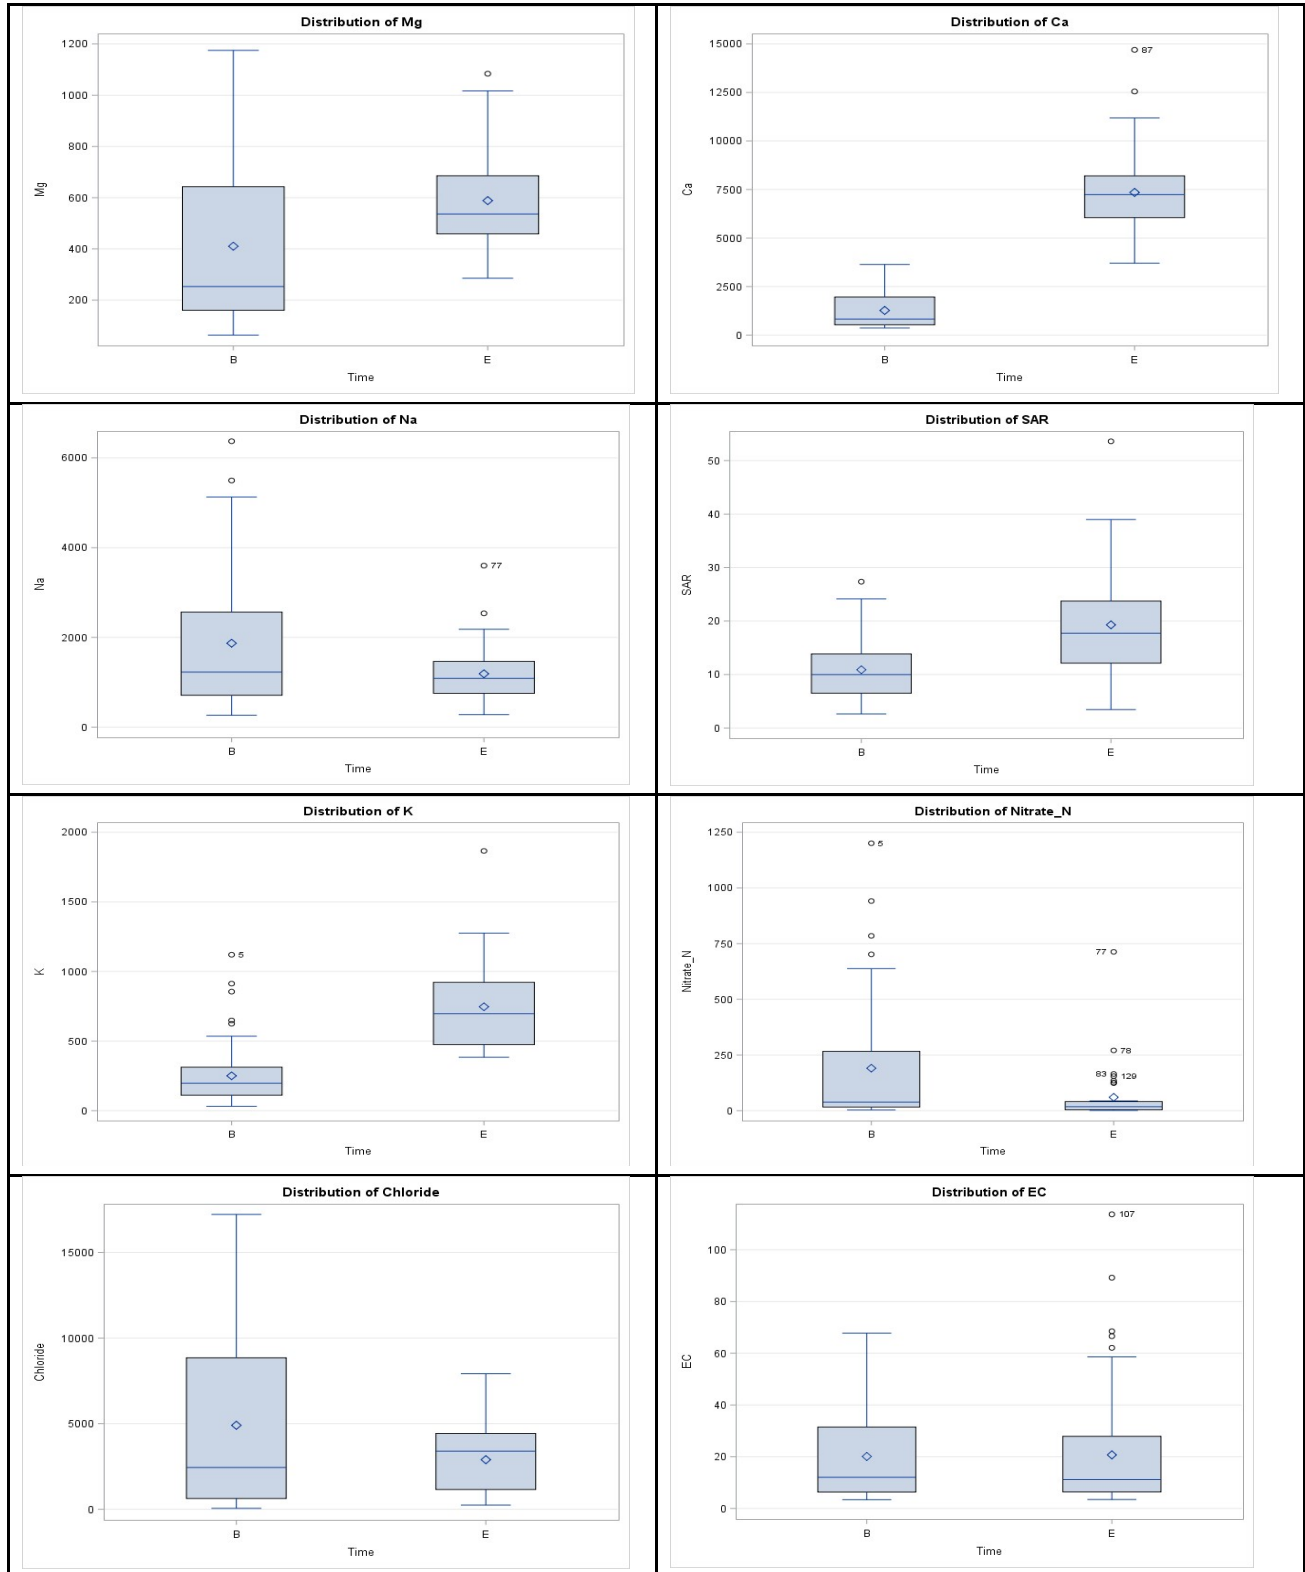 Distribution of Mg
1200
1000
800
600
400
200
Mg
B
E
Time
Distribution of Ca
87
15000
12500
10000
7500
5000
2500
0
Ca
B
E
Time
Distribution of Na
6000
4000
2000
0
Na
77
B
E
Time
Distribution of SAR
50
40
30
20
10
0
SAR
B
E
Time
Distribution of K
2000
1500
1000
500
0
K
5
B
E
Time
Distribution of Nitrate_N
1250
1000
750
500
250
0
Nitrate_N
5
77
78
83
129
B
E
Time
Distribution of Chloride
15000
10000
5000
0
Chloride
B
E
Time
Distribution of EC
107
100
80
60
40
20
0
EC
B
E
Time